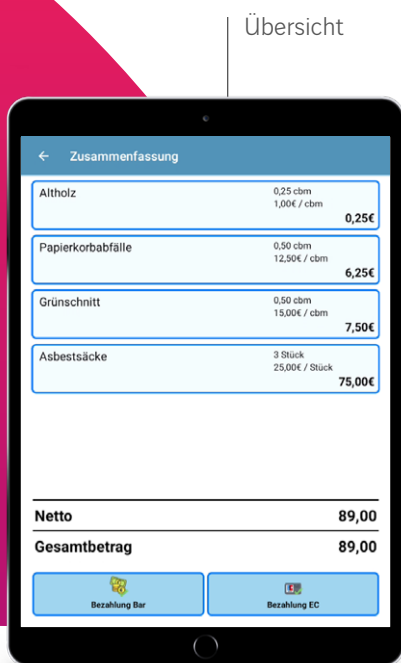 Übersicht
Zusammenfassung
Altholz
0,25 cbm
1,00€ / cbm
0,25€
Papierkorbabfälle
0,50 cbm
12,50€ / cbm
6,25€
Grünschnitt
0,50 cbm
15,00€ / cbm
7,50€
Asbestsäcke
3 Stück
25,00€ / Stück
75,00€
Netto 89,00
Gesamtbetrag 89,00
Bezahlung Bar
Bezahlung EC